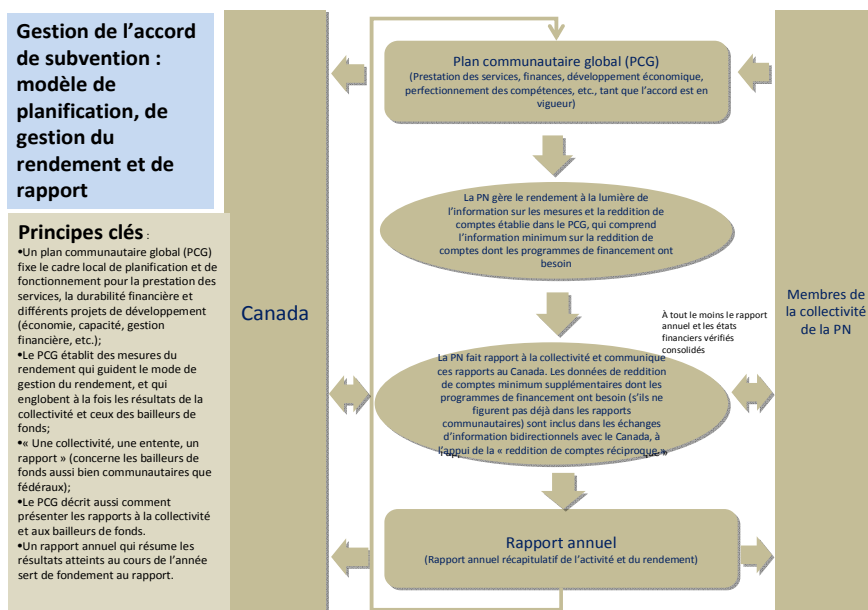 Gestion de l'accord
de subvention :
modèle de
planification, de
gestion du
rendement et de
rapport
Principes clés :
•Un plan communautaire global (PCG)
fixe le cadre local de planification et de
fonctionnement pour la prestation des
services, la durabilité financière et
différents projets de développement
(économie, capacité, gestion
financière, etc.);
•Le PCG établit des mesures du
rendement qui guident le mode de
gestion du rendement, et qui
englobent à la fois les résultats de la
collectivité et ceux des bailleurs de
fonds;
•« Une collectivité, une entente, un
rapport » (concerne les bailleurs de
fonds aussi bien communautaires que
fédéraux);
•Le PCG décrit aussi comment
présenter les rapports à la collectivité
et aux bailleurs de fonds.
•Un rapport annuel qui résume les
résultats atteints au cours de l'année
sert de fondement au rapport.
Canada
Plan communautaire global (PCG)
(Prestation des services, finances, développement économique,
perfectionnement des compétences, etc., tant que l'accord est en
vigueur)
La PN gère le rendement à la lumière de
l'information sur les mesures et la reddition de
comptes établie dans le PCG, qui comprend
l'information minimum sur la reddition de
comptes dont les programmes de financement ont
besoin
À tout le moins le rapport
annuel et les états
financiers vérifiés
consolidés
La PN fait rapport à la collectivité et communique
ces rapports au Canada. Les données de reddition
de comptes minimum supplémentaires dont les
programmes de financement ont besoin (s'ils ne
figurent pas déjà dans les rapports
communautaires) sont inclus dans les échanges
d'information bidirectionnels avec le Canada, à
l'appui de la « reddition de comptes réciproque »
Rapport annuel
(Rapport annuel récapitulatif de l'activité et du rendement)
Membres de
la collectivité
de la PN